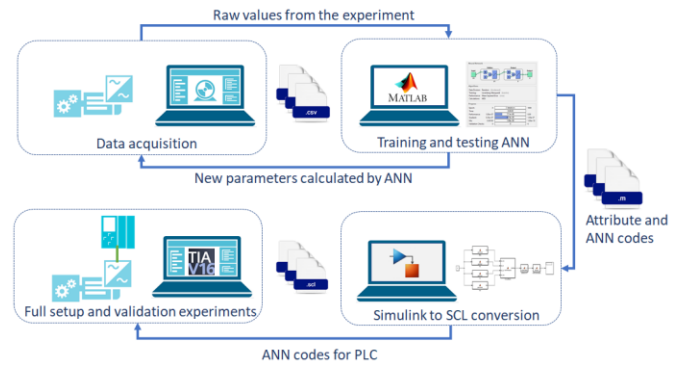 Raw values from the experiment
MATLAB
.csv
Data acquisition
Training and testing ANN
New parameters calculated by ANN
.m
Attribute and
ANN codes
TIA
V16
.scl
Full setup and validation experiments
Simulink to SCL conversion
ANN codes for PLC